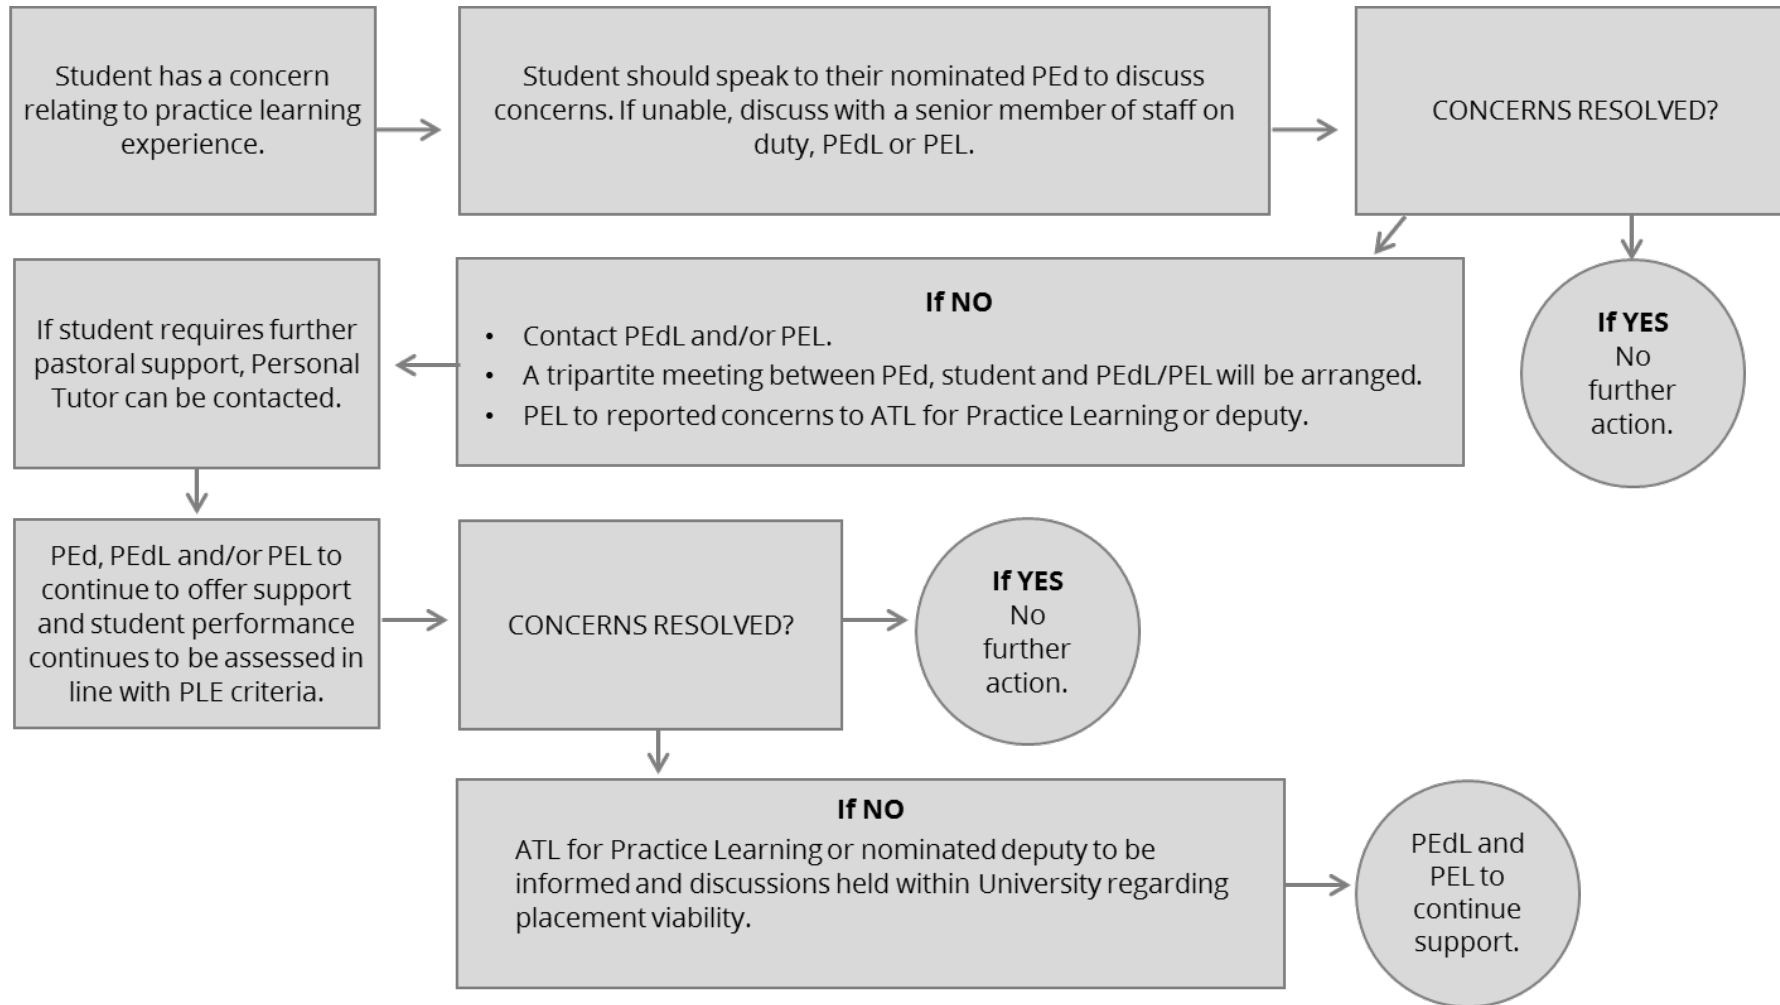 Student has a concern
relating to practice learning
experience.
Student should speak to their nominated PEd to discuss
concerns. If unable, discuss with a senior member of staff on
duty, PEdL or PEL.
CONCERNS RESOLVED?
If YES
No
further
action.
If NO
• Contact PEdL and/or PEL.
• A tripartite meeting between PEd, student and PEdL/PEL will be arranged.
• PEL to reported concerns to ATL for Practice Learning or deputy.
If student requires further
pastoral support, Personal
Tutor can be contacted.
PEd, PEdL and/or PEL to
continue to offer support
and student performance
continues to be assessed in
line with PLE criteria.
CONCERNS RESOLVED?
If YES
No
further
action.
If NO
ATL for Practice Learning or nominated deputy to be
informed and discussions held within University regarding
placement viability.
PEdL and
PEL to
continue
support.